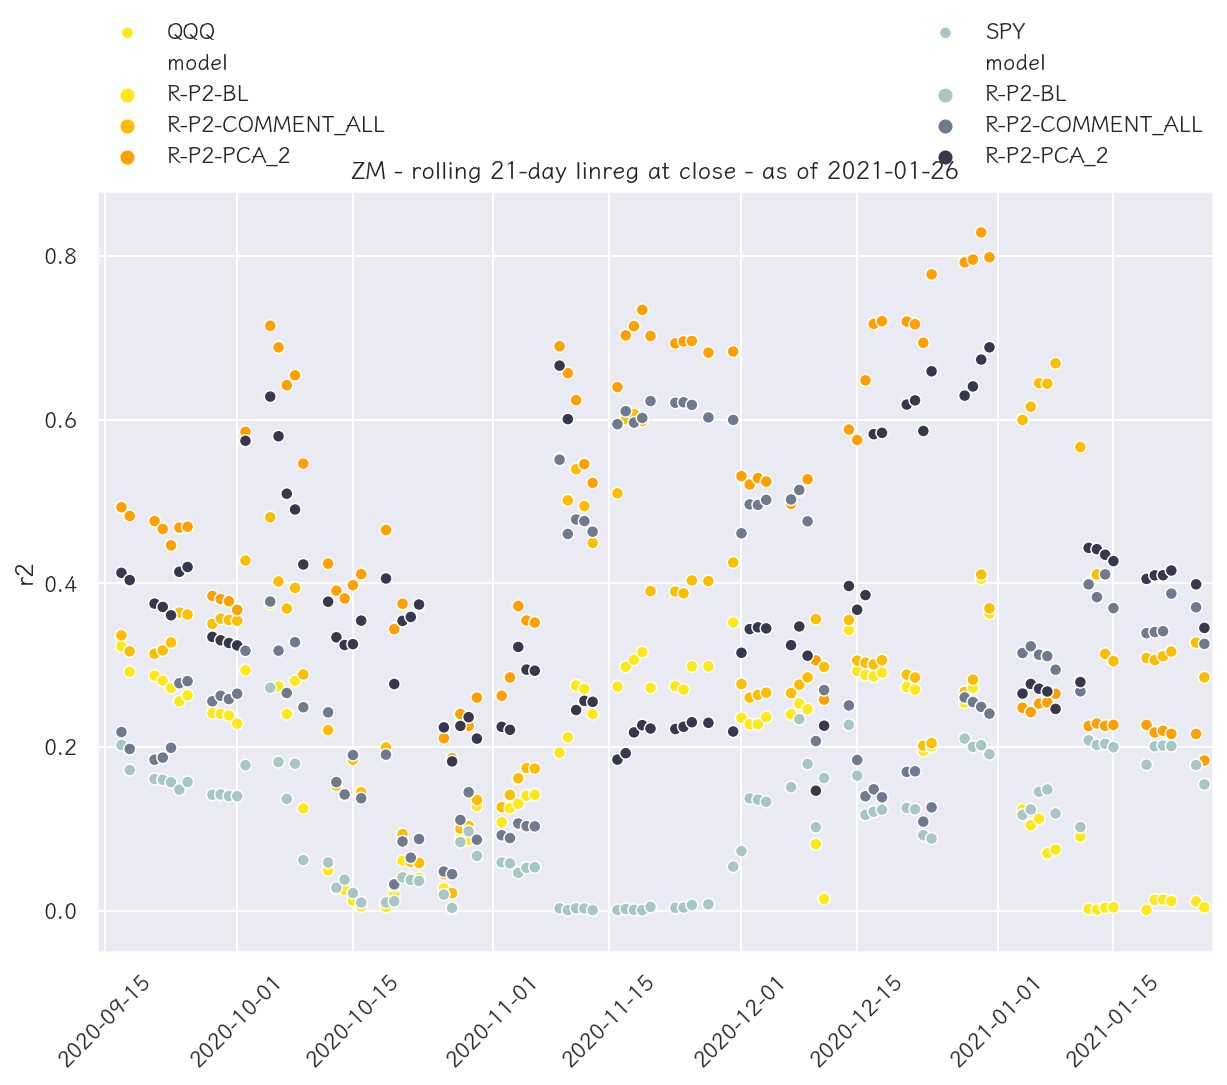 QQQ
model
R-P2-BL
R-P2-COMMENT_ALL
R-P2-PCA_2
SPY
model
R-P2-BL
R-P2-COMMENT_ALL
R-P2-PCA_2
ZM - rolling 21-day linreg at close - as of 2021-01-26
r2
0.8
0.6
0.4
0.2
0.0
2020-09-15
2020-10-01
2020-10-15
2020-11-01
2020-11-15
2020-12-01
2020-12-15
2021-01-01
2021-01-15